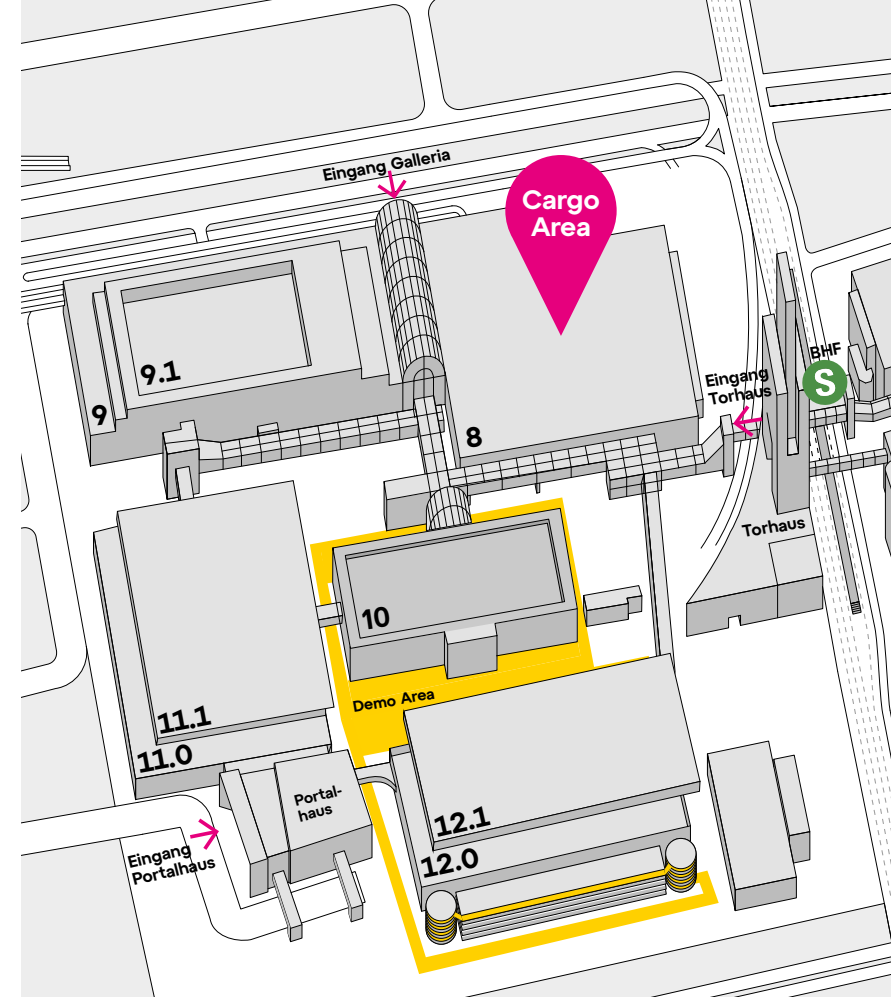 Eingang Galleria
Cargo
Area
9.1
9
8
Eingang
Torhaus
BHF
S
Torhaus
10
Demo Area
11.1
11.0
Portal-
haus
12.1
12.0
Eingang
Portalhaus